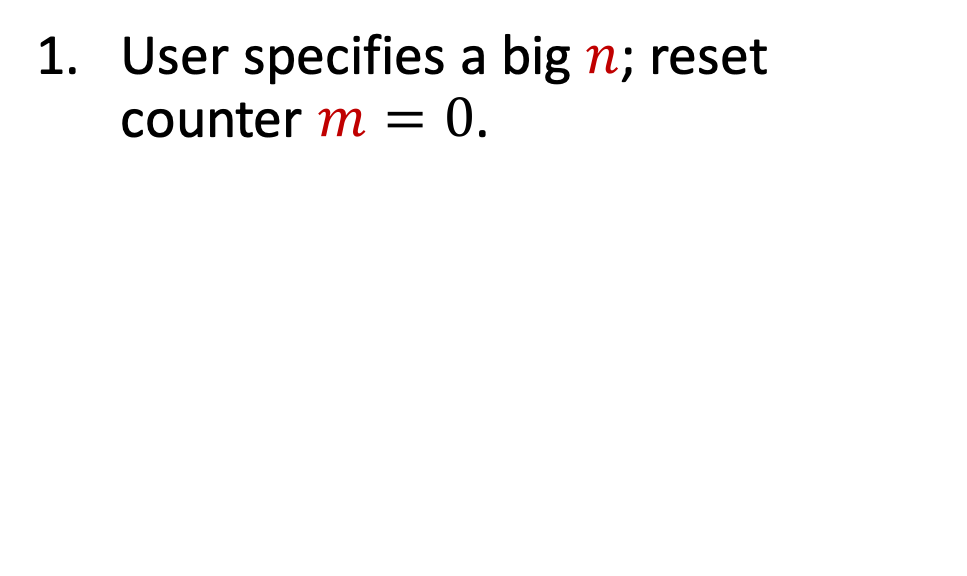 1. User specifies a big n; reset
counter m = 0.